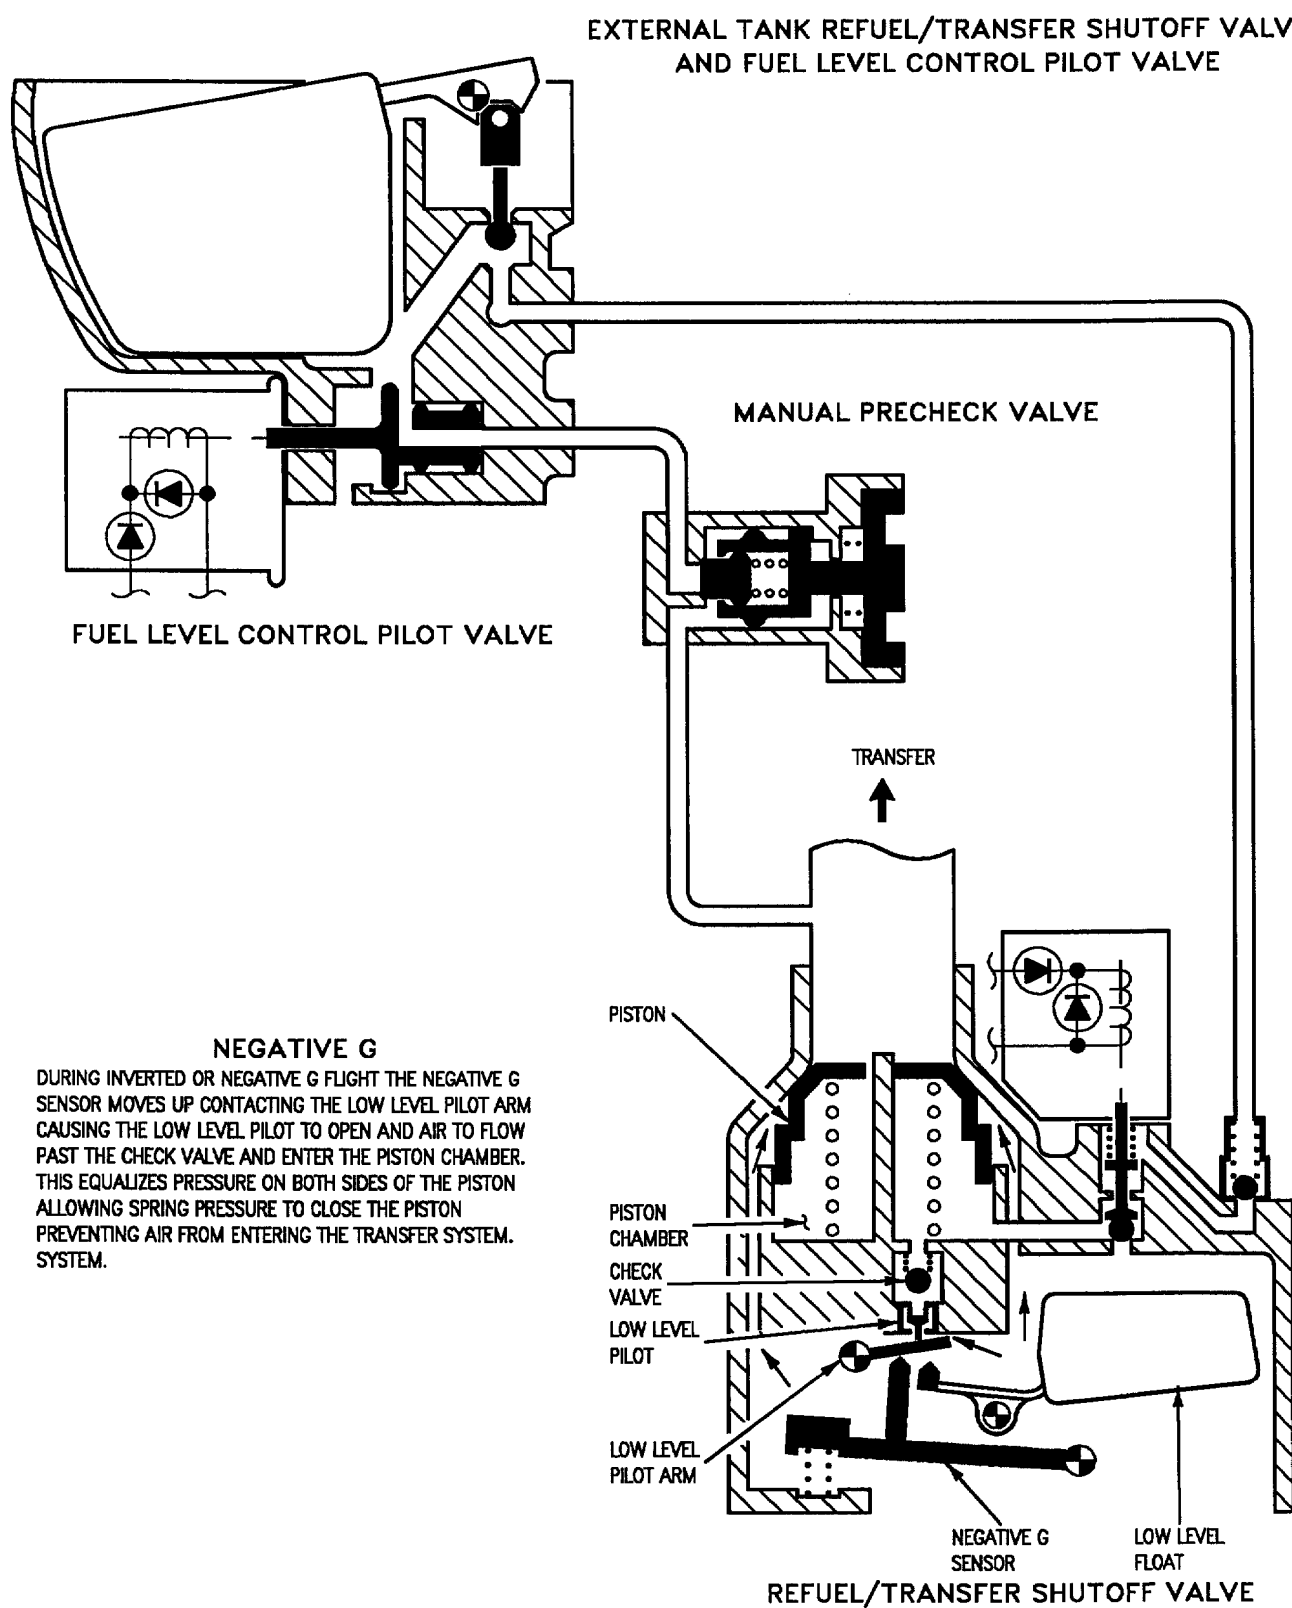 EXTERNAL TANK REFUEL/TRANSFER SHUTOFF VALV
AND FUEL LEVEL CONTROL PILOT VALVE
MANUAL PRECHECK VALVE
FUEL LEVEL CONTROL PILOT VALVE
TRANSFER
PISTON
NEGATIVE G
DURING INVERTED OR NEGATIVE G FLIGHT THE NEGATIVE G
SENSOR MOVES UP CONTACTING THE LOW LEVEL PILOT ARM
CAUSING THE LOW LEVEL PILOT TO OPEN AND AIR TO FLOW
PAST THE CHECK VALVE AND ENTER THE PISTON CHAMBER.
THIS EQUALIZES PRESSURE ON BOTH SIDES OF THE PISTON
ALLOWING SPRING PRESSURE TO CLOSE THE PISTON
PREVENTING AIR FROM ENTERING THE TRANSFER SYSTEM.
SYSTEM.
PISTON
CHAMBER
CHECK
VALVE
LOW LEVEL
PILOT
LOW LEVEL
PILOT ARM
NEGATIVE G
SENSOR
LOW LEVEL
FLOAT
REFUEL/TRANSFER SHUTOFF VALVE